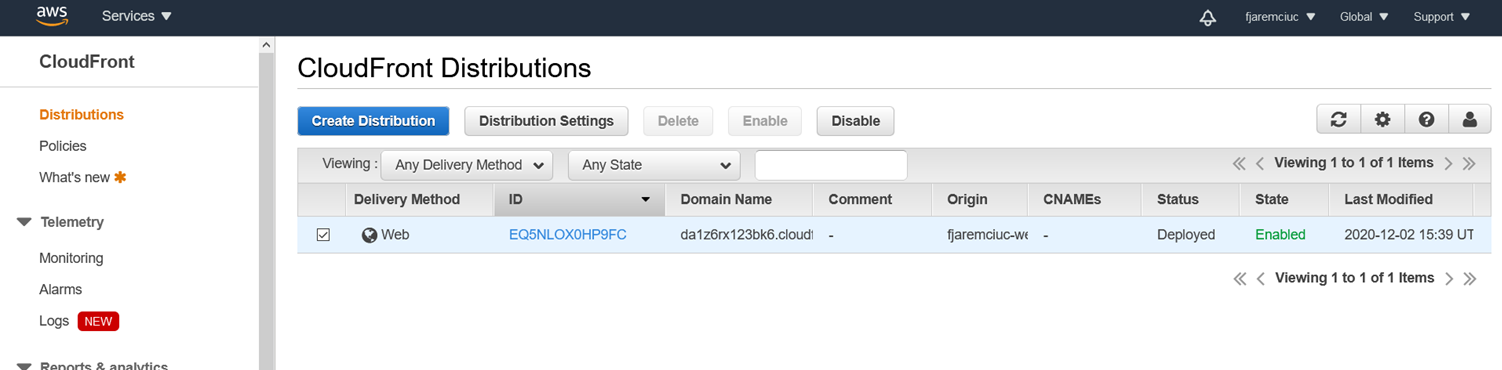 aws Services fjaremciuc Global Support
CloudFront
Distributions
Policies
What's new
Telemetry
Monitoring
Alarms
Logs NEW
Reports & analytics
CloudFront Distributions
Create Distribution Distribution Settings Delete Enable Disable
Viewing : Any Delivery Method Any State Viewing 1 to 1 of 1 Items
Delivery Method ID Domain Name Comment Origin CNAMEs Status State Last Modified
Web EQ5NLOX0HP9FC da1z6rx123bk6.cloudf - fjaremciuc-we - Deployed Enabled 2020-12-02 15:39 UT
Viewing 1 to 1 of 1 Items